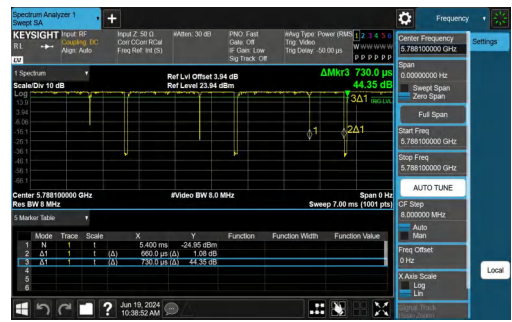 Spectrum Analyzer 1
Swept SA
+
Frequency
KEYSIGHT
RL
LV
Input: RF
Coupling: DC
Align: Auto
Input Z: 50 Ω
Corr CCorr RCal
Freq Ref: Int (S)
#Atten: 30 dB
PNO: Fast
Gate: Off
IF Gain: Low
Sig Track: Off
#Avg Type: Power (RMS
Trig: Video
Trig Delay: -50.00 µs
1 2 3 4 5 6
W W W W W W
P P P P P P
1 Spectrum
Scale/Div 10 dB
Log
Ref Lvl Offset 3.94 dB
Ref Level 23.94 dBm
ΔMkr3 730.0 µs
44.35 dB
13.9
3.94
-6.06
-16.1
-26.1
-36.1
-46.1
-56.1
-66.1
3Δ1
TRIG LVL
1
2Δ1
Center 5.788100000 GHz
Res BW 8 MHz
#Video BW 8.0 MHz
Span 0 Hz
Sweep 7.00 ms (1001 pts)
5 Marker Table
Mode Trace Scale X Y Function Function Width Function Value
1 N 1 t 5.400 ms -24.95 dBm
2 Δ1 1 t (Δ) 660.0 µs (Δ) 1.08 dB
3 Δ1 1 t (Δ) 730.0 µs (Δ) 44.35 dB
4
5
6
Jun 19, 2024
10:38:52 AM
Center Frequency
5.788100000 GHz
Span
0.00000000 Hz
Swept Span
Zero Span
Full Span
Start Freq
5.788100000 GHz
Stop Freq
5.788100000 GHz
AUTO TUNE
CF Step
8.000000 MHz
Auto
Man
Freq Offset
0 Hz
X Axis Scale
Log
Lin
Signal Track
Settings
Local